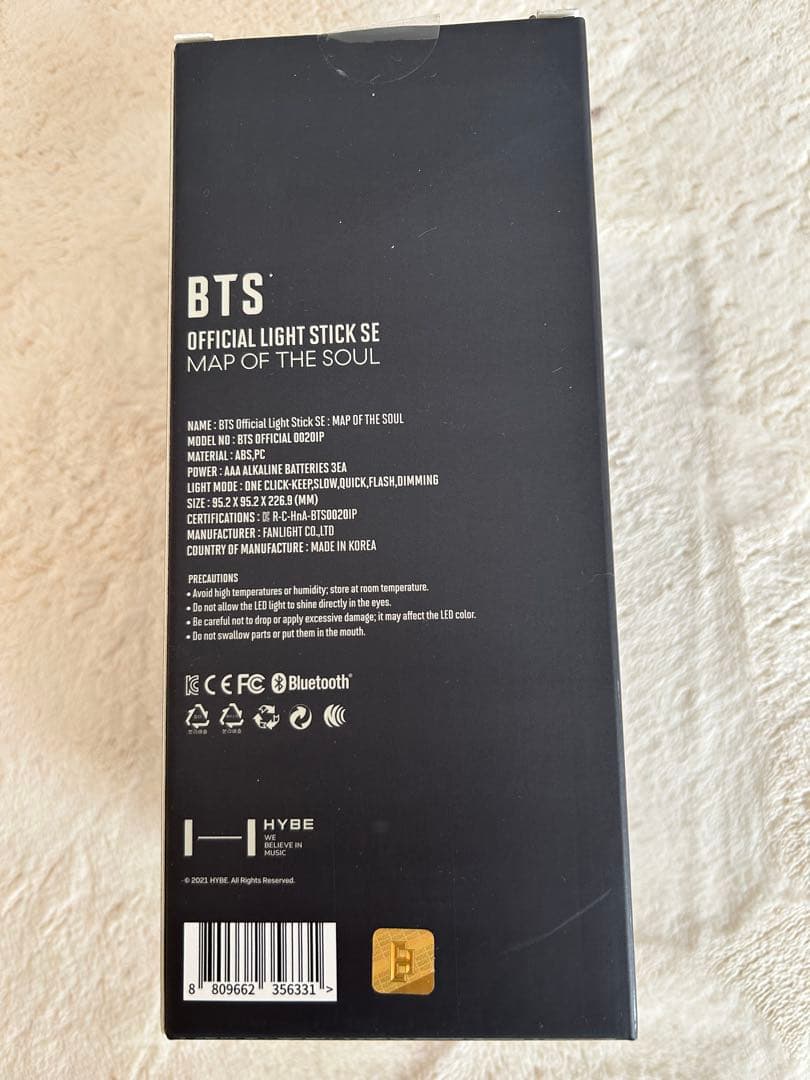 BTS
OFFICIAL LIGHT STICK SE
MAP OF THE SOUL
NAME : BTS Official Light Stick SE : MAP OF THE SOUL
MODEL NO : BTS OFFICIAL 0020IP
MATERIAL : ABS,PC
POWER : AAA ALKALINE BATTERIES 3EA
LIGHT MODE : ONE CLICK-KEEP,SLOW,QUICK,FLASH,DIMMING
SIZE : 95.2 X 95.2 X 226.9 (MM)
CERTIFICATIONS : R-C-HnA-BTS0020IP
MANUFACTURER : FANLIGHT CO.,LTD
COUNTRY OF MANUFACTURE : MADE IN KOREA
PRECAUTIONS
• Avoid high temperatures or humidity; store at room temperature.
• Do not allow the LED light to shine directly in the eyes.
• Be careful not to drop or apply excessive damage; it may affect the LED color.
• Do not swallow parts or put them in the mouth.
CE FC Bluetooth®
HYBE
WE
BELIEVE IN
MUSIC
© 2021 HYBE. All Rights Reserved.
8 809662 356331 >